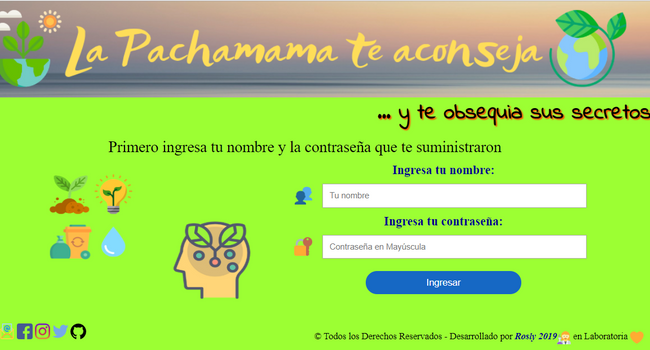 La Pachamama te aconseja
... y te obsequia sus secretos
Primero ingresa tu nombre y la contraseña que te suministraron
Ingresa tu nombre:
Tu nombre
Ingresa tu contraseña:
Contraseña en Mayúscula
Ingresar
© Todos los Derechos Reservados - Desarrollado por Rosly 2019 en Laboratoria